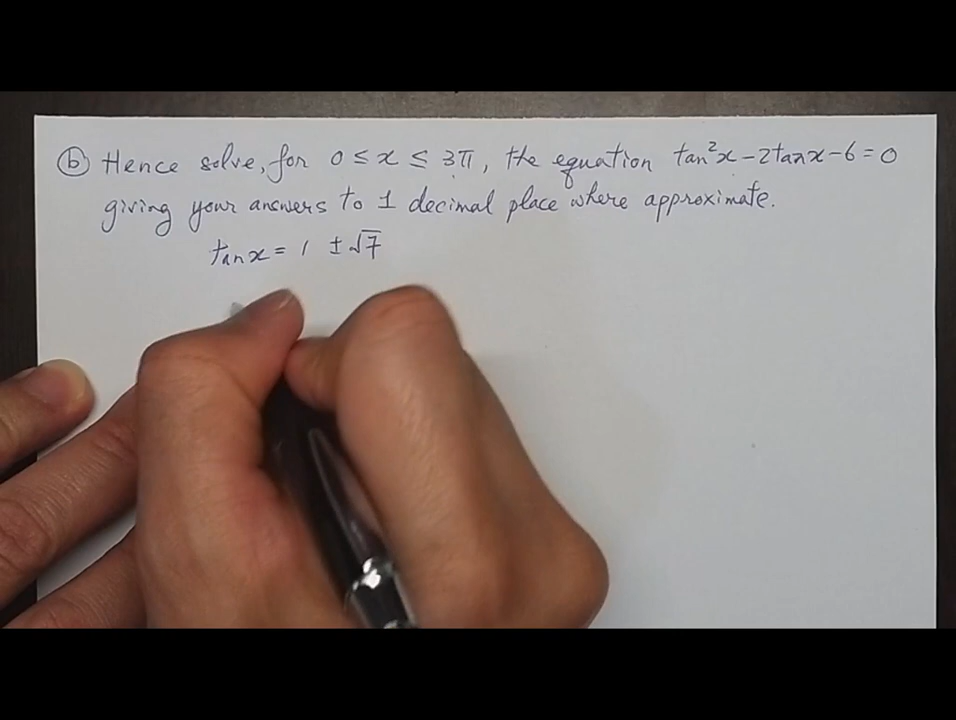 (b) Hence solve, for 0 ≤ x ≤ 3π, the equation tan²x - 2tanx - 6 = 0
giving your answers to 1 decimal place where approximate.
tanx = 1 ± √7